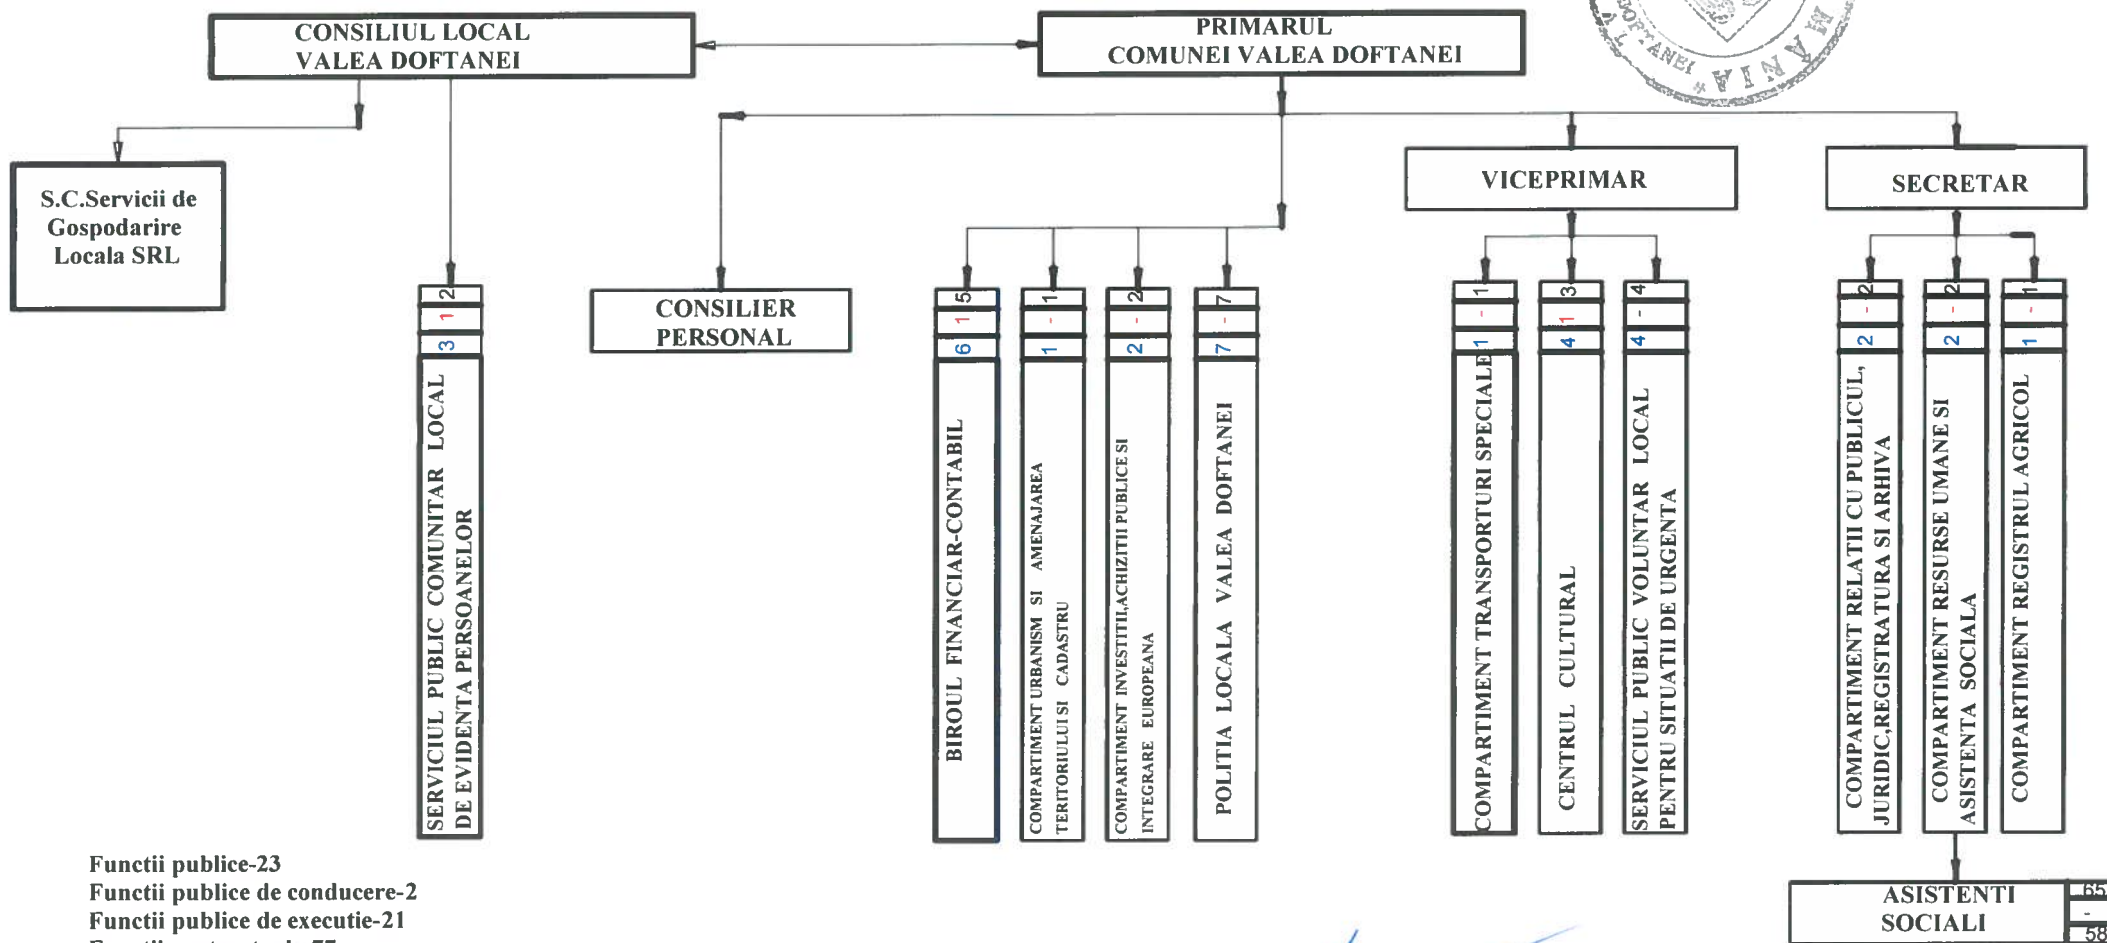 CONSILIUL LOCAL
VALEA DOFTANEI
PRIMARUL
COMUNEI VALEA DOFTANEI
DOFTANEI
* 
S.C.Servicii de
Gospodarire
Locala SRL
VICEPRIMAR
SECRETAR
CONSILIER
PERSONAL
2
1
3
SERVICIUL PUBLIC COMUNITAR LOCAL
DE EVIDENTA PERSOANELOR
5
1
6
BIROUL FINANCIAR-CONTABIL
1
-
1
COMPARTIMENT URBANISM SI AMENAJAREA
TERITORIULUI SI CADASTRU
2
-
2
COMPARTIMENT INVESTITII,ACHIZITII PUBLICE SI
INTEGRARE EUROPEANA
7
-
7
POLITIA LOCALA VALEA DOFTANEI
1
-
1
COMPARTIMENT TRANSPORTURI SPECIALE
3
1
4
CENTRUL CULTURAL
4
-
4
SERVICIUL PUBLIC VOLUNTAR LOCAL
PENTRU SITUATII DE URGENTA
2
-
2
COMPARTIMENT RELATII CU PUBLICUL,
JURIDIC,REGISTRATURA SI ARHIVA
2
-
2
COMPARTIMENT RESURSE UMANE SI
ASISTENTA SOCIALA
1
-
1
COMPARTIMENT REGISTRUL AGRICOL
ASISTENTI
SOCIALI
65
-
58
Functii publice-23
Functii publice de conducere-2
Functii publice de executie-21